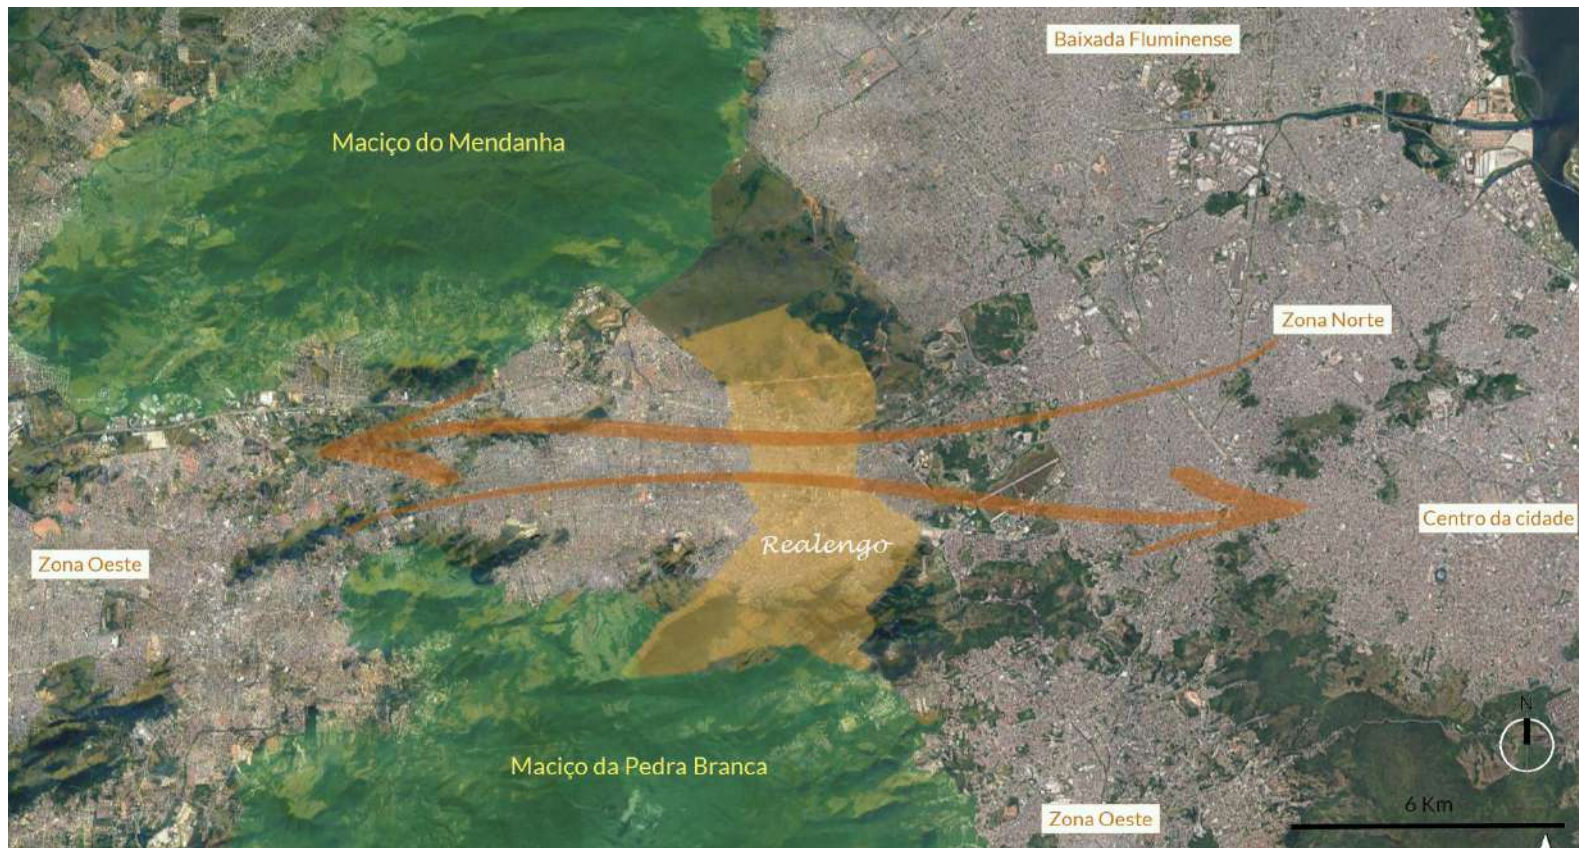 Baixada Fluminense
Maciço do Mendanha
Zona Norte
Centro da cidade
Realengo
Zona Oeste
N
Maciço da Pedra Branca
6 Km
Zona Oeste